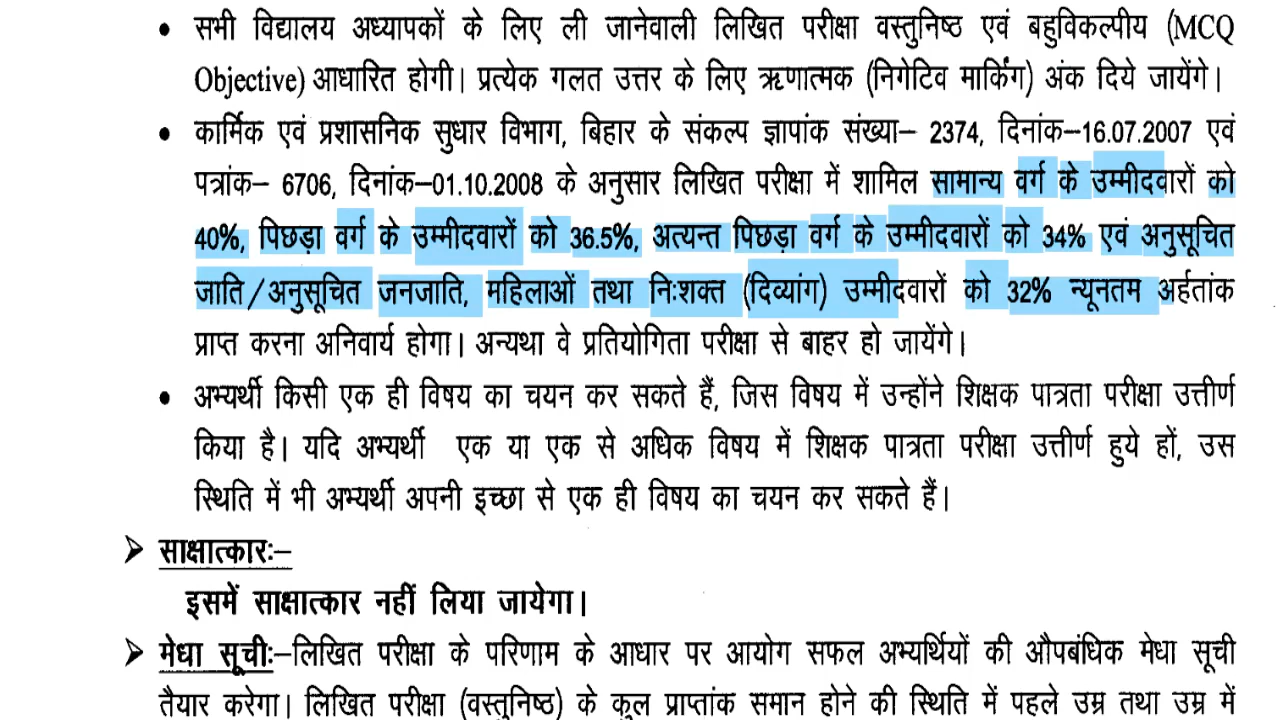 • सभी विद्यालय अध्यापकों के लिए ली जानेवाली लिखित परीक्षा वस्तुनिष्ठ एवं बहुविकल्पीय (MCQ
Objective) आधारित होगी। प्रत्येक गलत उत्तर के लिए ऋणात्मक (निगेटिव मार्किंग) अंक दिये जायेंगे।
• कार्मिक एवं प्रशासनिक सुधार विभाग, बिहार के संकल्प ज्ञापांक संख्या– 2374, दिनांक–16.07.2007 एवं
पत्रांक– 6706, दिनांक–01.10.2008 के अनुसार लिखित परीक्षा में शामिल सामान्य वर्ग के उम्मीदवारों को
40%, पिछड़ा वर्ग के उम्मीदवारों को 36.5%, अत्यन्त पिछड़ा वर्ग के उम्मीदवारों को 34% एवं अनुसूचित
जाति/अनुसूचित जनजाति, महिलाओं तथा निःशक्त (दिव्यांग) उम्मीदवारों को 32% न्यूनतम अर्हतांक
प्राप्त करना अनिवार्य होगा। अन्यथा वे प्रतियोगिता परीक्षा से बाहर हो जायेंगे।
• अभ्यर्थी किसी एक ही विषय का चयन कर सकते हैं, जिस विषय में उन्होंने शिक्षक पात्रता परीक्षा उत्तीर्ण
किया है। यदि अभ्यर्थी एक या एक से अधिक विषय में शिक्षक पात्रता परीक्षा उत्तीर्ण हुये हों, उस
स्थिति में भी अभ्यर्थी अपनी इच्छा से एक ही विषय का चयन कर सकते हैं।
➢ साक्षात्कारः–
इसमें साक्षात्कार नहीं लिया जायेगा।
➢ मेधा सूचीः–लिखित परीक्षा के परिणाम के आधार पर आयोग सफल अभ्यर्थियों की औपबंधिक मेधा सूची
तैयार करेगा। लिखित परीक्षा (वस्तुनिष्ठ) के कुल प्राप्तांक समान होने की स्थिति में पहले उम्र तथा उम्र में